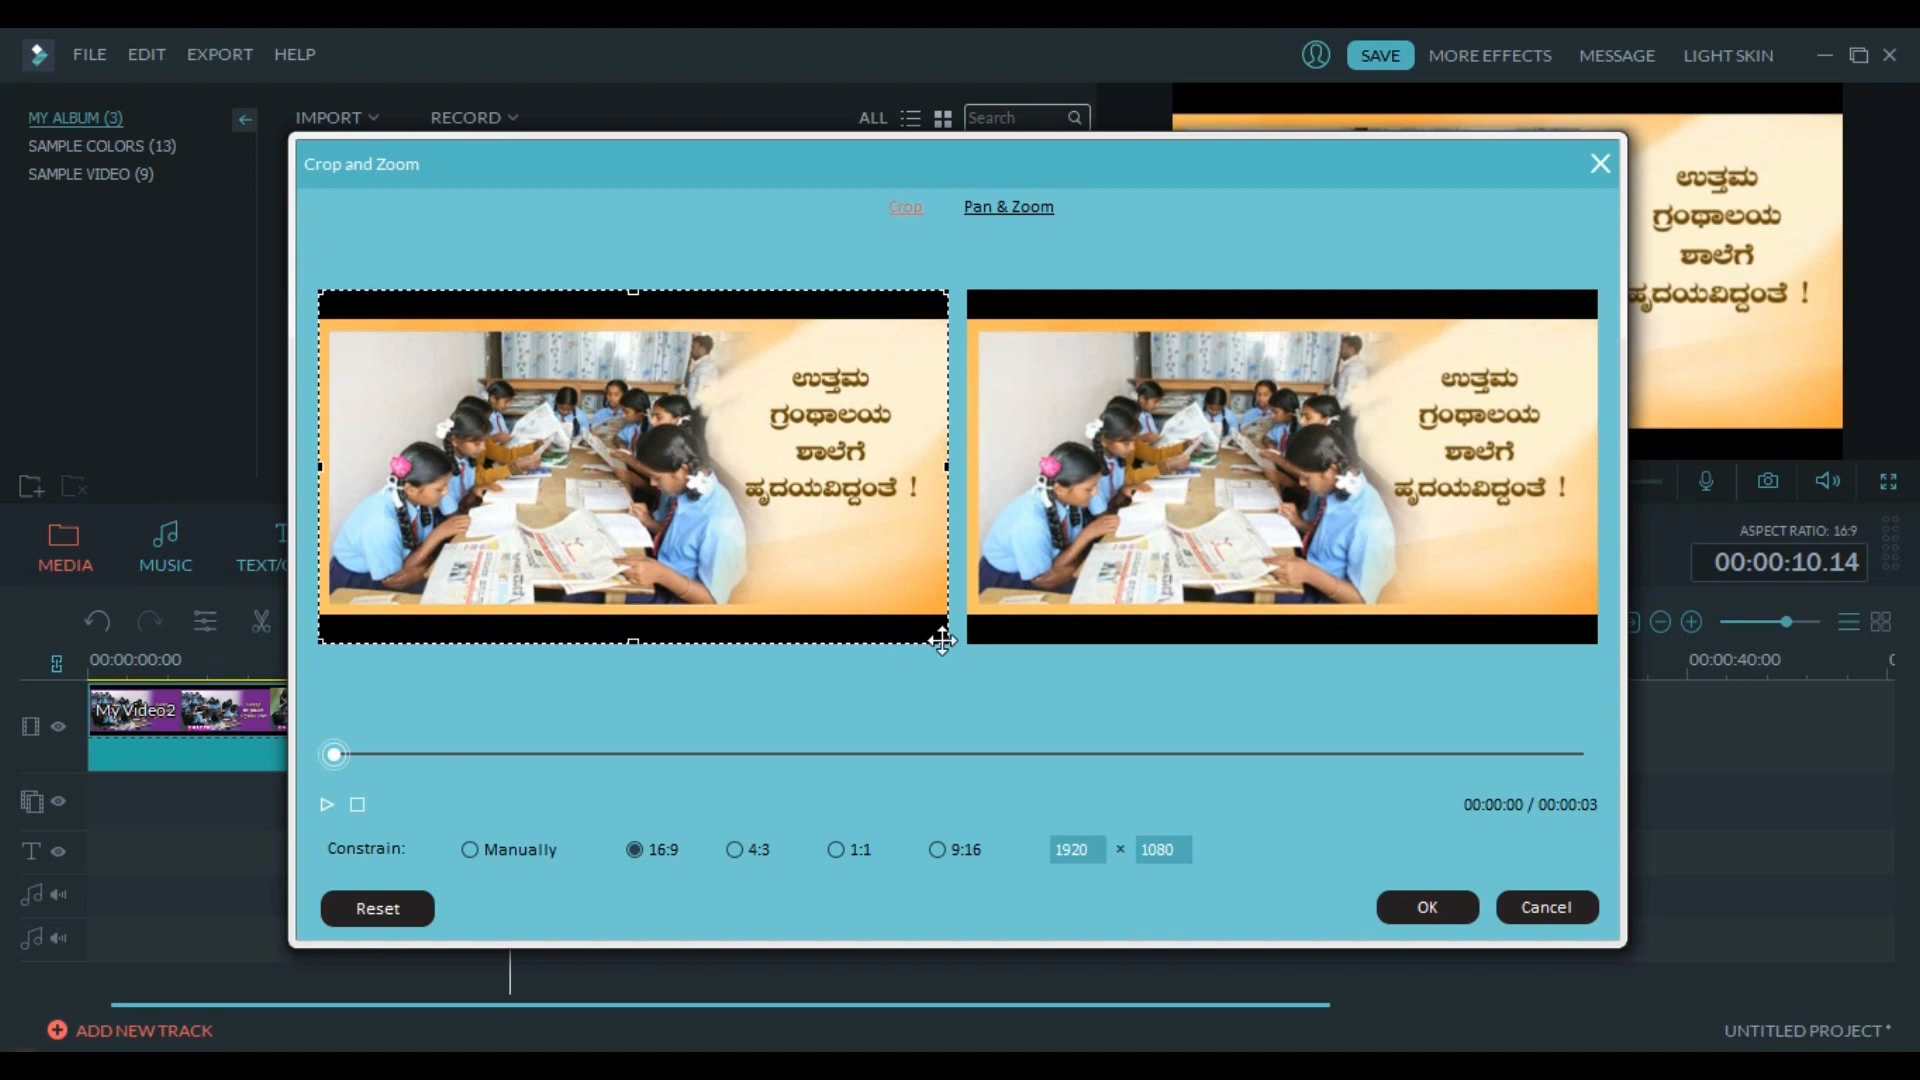 FILE EDIT EXPORT HELP
SAVE MORE EFFECTS MESSAGE LIGHT SKIN
MY ALBUM (3)
SAMPLE COLORS (13)
SAMPLE VIDEO (9)
IMPORT RECORD
ALL Search
Crop and Zoom
Crop Pan & Zoom
ಉತ್ತಮ
ಗ್ರಂಥಾಲಯ
ಶಾಲೆಗೆ
ಹೃದಯವಿದ್ದಂತೆ !
ಉತ್ತಮ
ಗ್ರಂಥಾಲಯ
ಶಾಲೆಗೆ
ಹೃದಯವಿದ್ದಂತೆ !
ಉತ್ತಮ
ಗ್ರಂಥಾಲಯ
ಶಾಲೆಗೆ
ಹೃದಯವಿದ್ದಂತೆ !
MEDIA MUSIC
ASPECT RATIO: 16:9
00:00:10.14
00:00:00:00
00:00:40:00
My Video2
00:00:00 / 00:00:03
Constrain: Manually 16:9 4:3 1:1 9:16 1920 × 1080
Reset OK Cancel
ADD NEW TRACK
UNTITLED PROJECT *